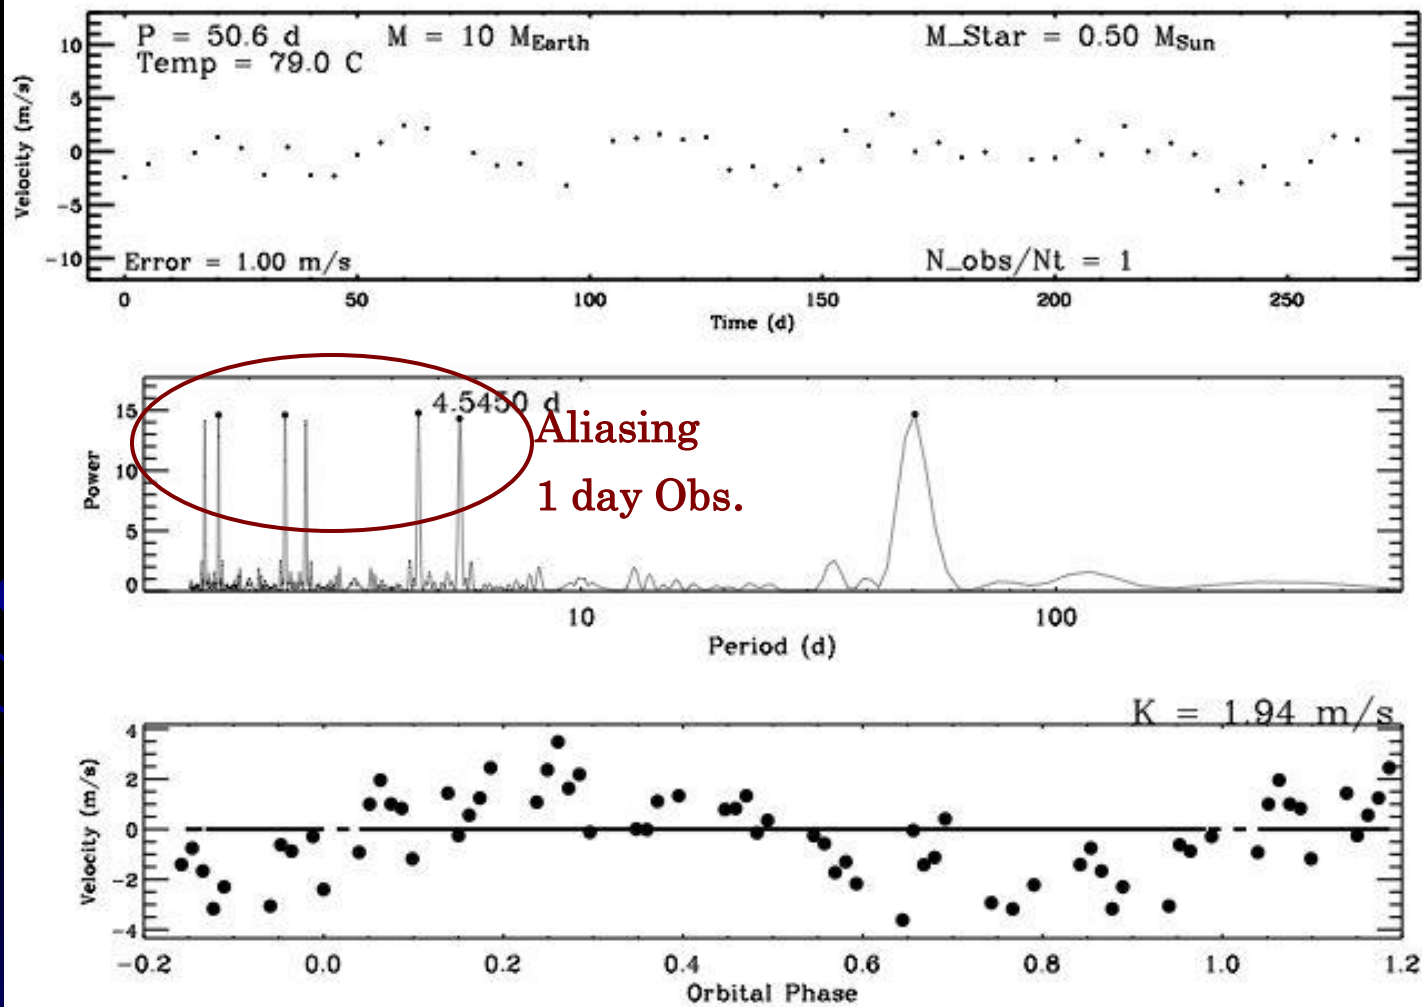 P = 50.6 d M = 10 MEarth M_Star = 0.50 MSun
Temp = 79.0 C
10
5
0
-5
-10
Velocity (m/s)
Error = 1.00 m/s N_obs/Nt = 1
0 50 100 150 200 250
Time (d)
4.5450 d
Aliasing
1 day Obs.
15
10
5
0
Power
10 100
Period (d)
K = 1.94 m/s
4
2
0
-2
-4
Velocity (m/s)
-0.2 0.0 0.2 0.4 0.6 0.8 1.0 1.2
Orbital Phase